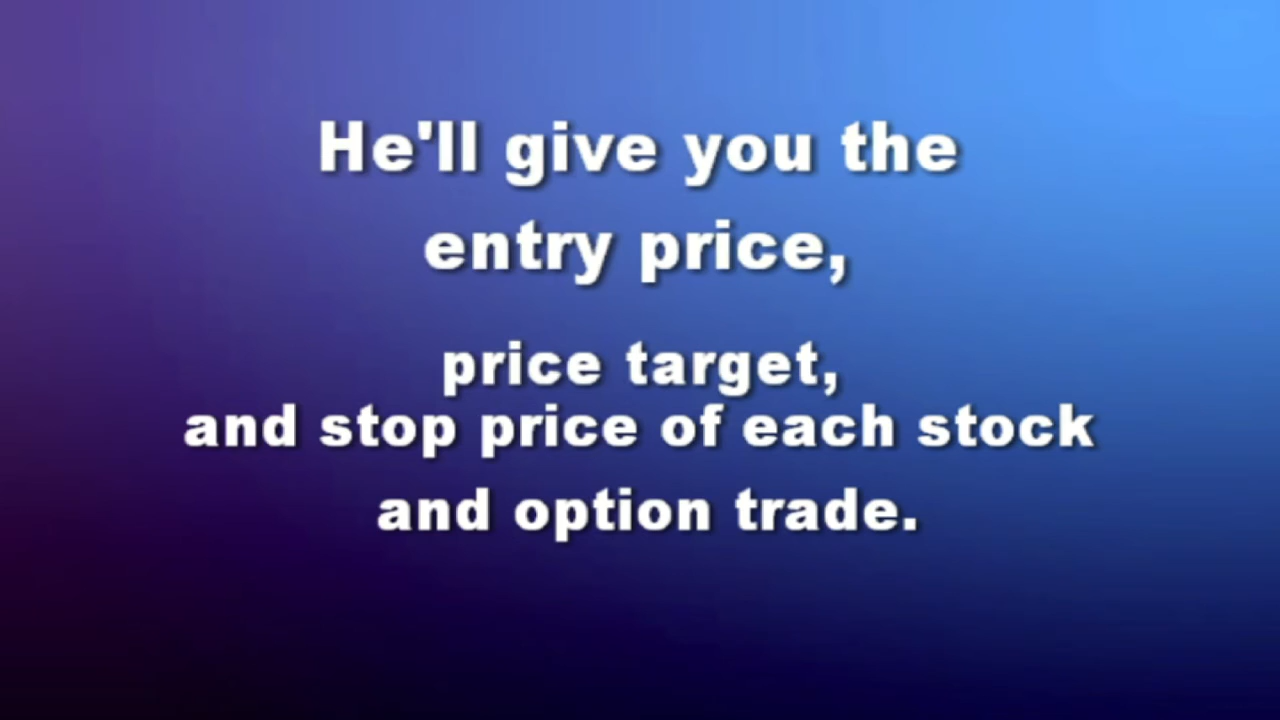 He'll give you the
entry price,
price target,
and stop price of each stock
and option trade.